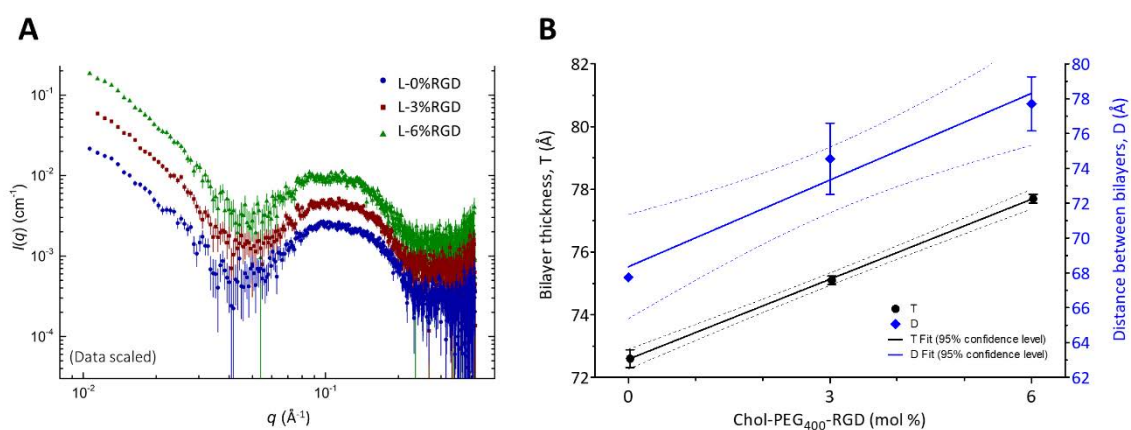 A
I(q) (cm⁻¹)
10⁻¹
10⁻²
10⁻³
10⁻⁴
L-0%RGD
L-3%RGD
L-6%RGD
(Data scaled)
10⁻²
10⁻¹
q (Å⁻¹)
B
Bilayer thickness, T (Å)
82
80
78
76
74
72
T
D
T Fit (95% confidence level)
D Fit (95% confidence level)
0
3
6
Chol-PEG₄₀₀-RGD (mol %)
80
78
76
74
72
70
68
66
64
62
Distance between bilayers, D (Å)